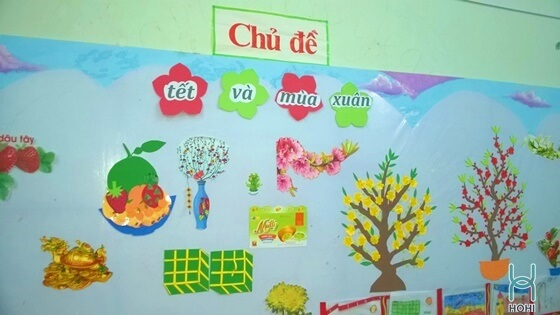 Chủ đề
tết và mùa xuân
dâu tây
HOHI